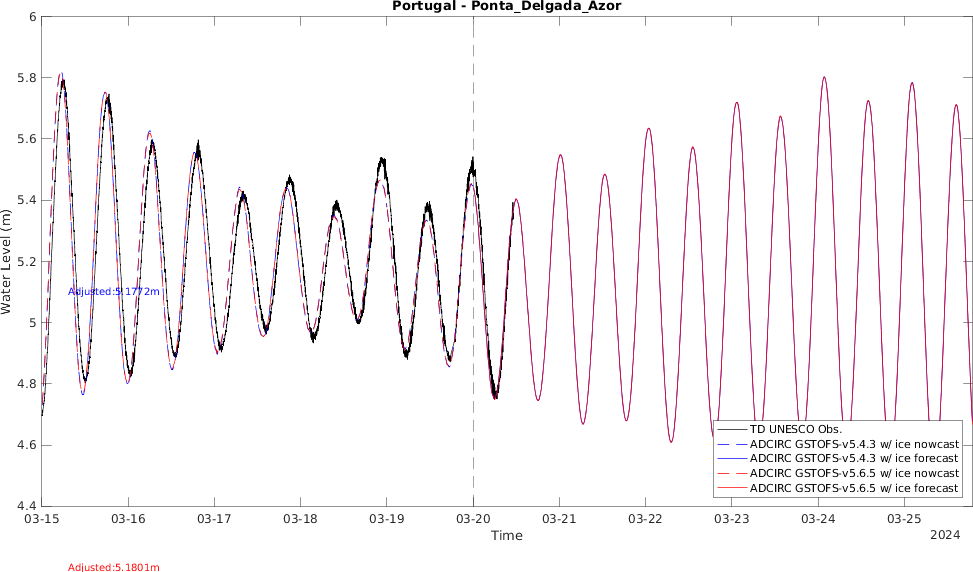 Portugal - Ponta_Delgada_Azor
6
5.8
5.6
5.4
5.2
5
4.8
4.6
4.4
Water Level (m)
Adjusted:5.1772m
TD UNESCO Obs.
ADCIRC GSTOFS-v5.4.3 w/ ice nowcast
ADCIRC GSTOFS-v5.4.3 w/ ice forecast
ADCIRC GSTOFS-v5.6.5 w/ ice nowcast
ADCIRC GSTOFS-v5.6.5 w/ ice forecast
03-15 03-16 03-17 03-18 03-19 03-20 03-21 03-22 03-23 03-24 03-25
Time
2024
Adjusted:5.1801m